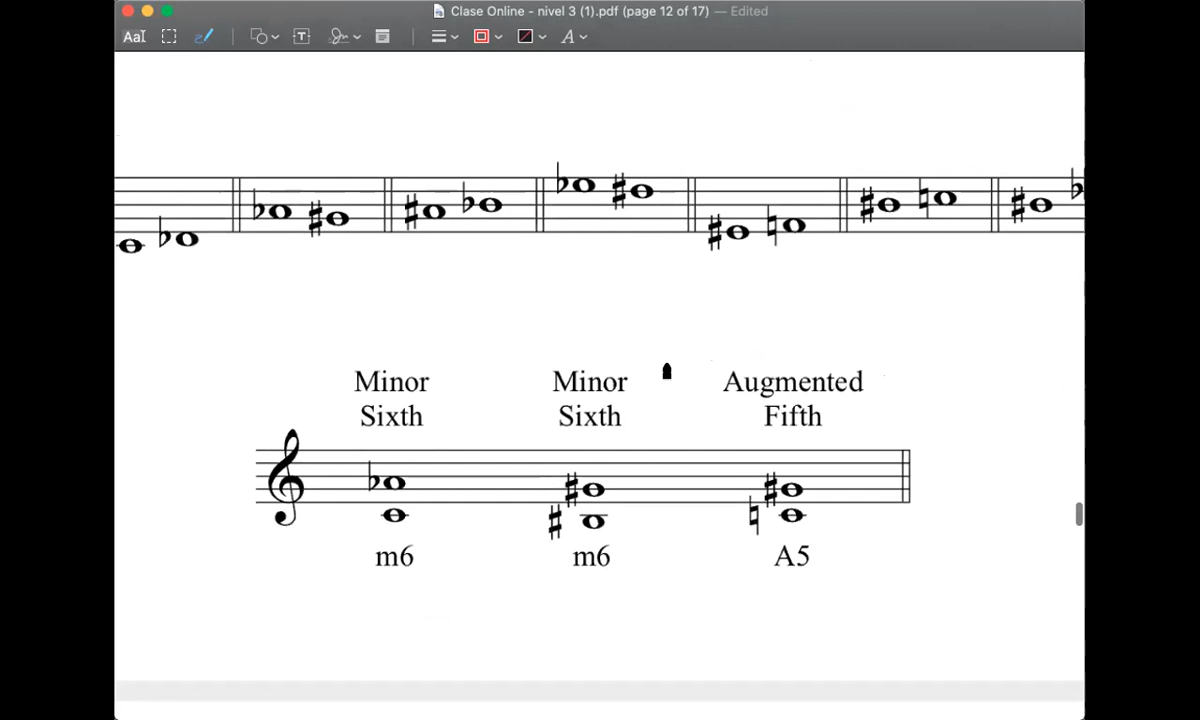 Clase Online - nivel 3 (1).pdf (page 12 of 17) — Edited
AaI T A
Minor Minor Augmented
Sixth Sixth Fifth
m6 m6 A5